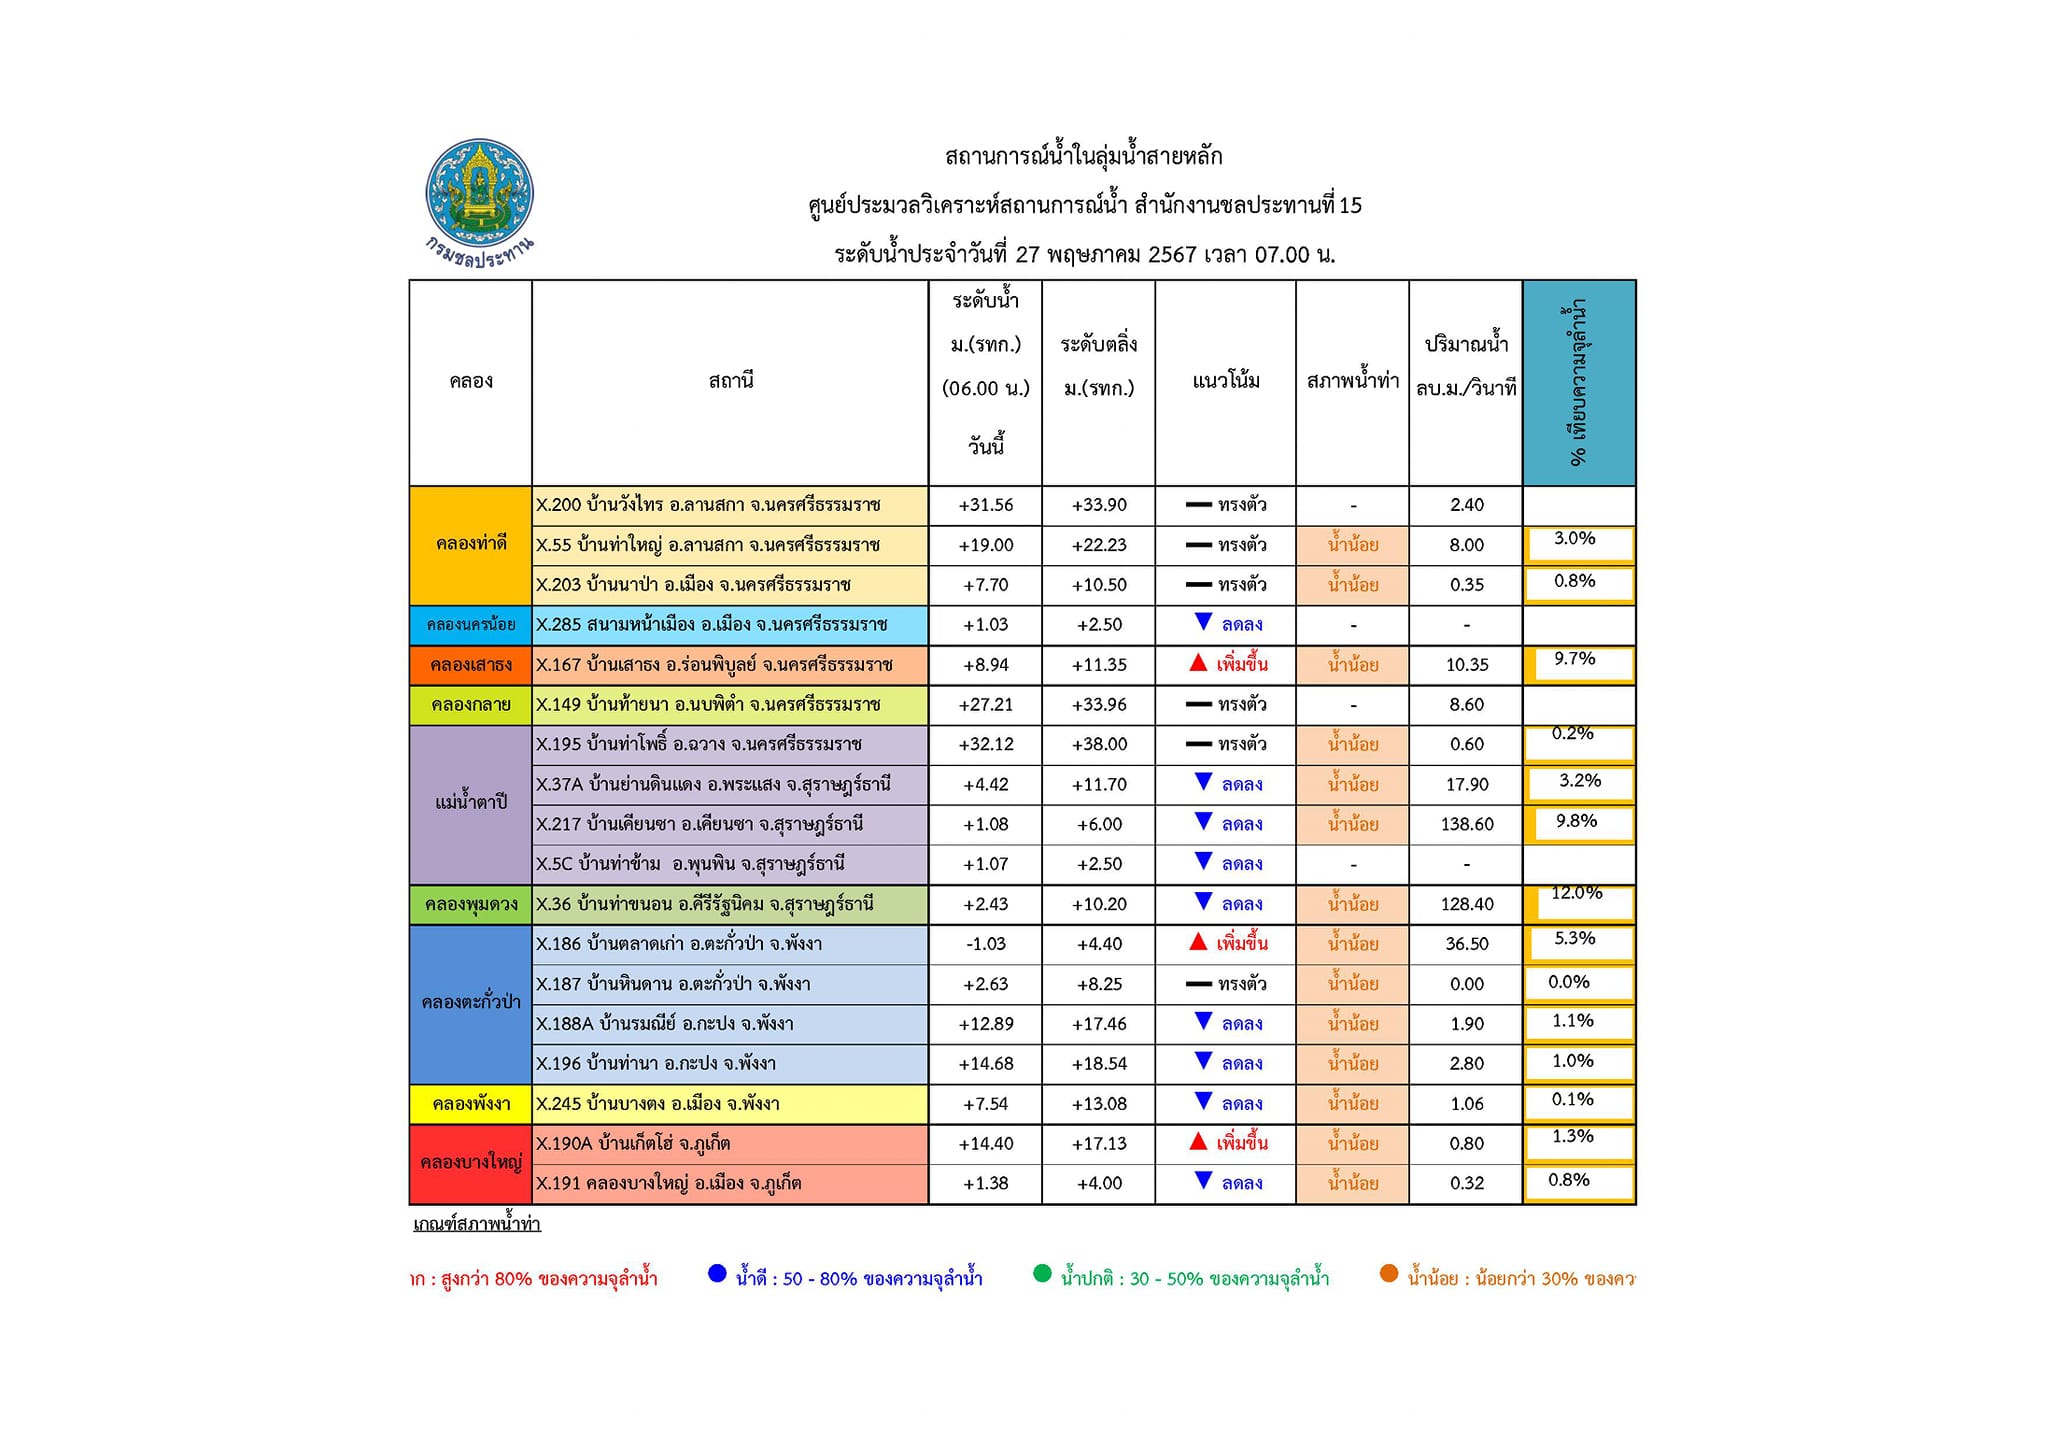 กรมชลประทาน
สถานการณ์น้ำในลุ่มน้ำสายหลัก
ศูนย์ประมวลวิเคราะห์สถานการณ์น้ำ สำนักงานชลประทานที่ 15
ระดับน้ำประจำวันที่ 27 พฤษภาคม 2567 เวลา 07.00 น.
คลอง สถานี ระดับน้ำ ม.(รทก.) (06.00 น.) วันนี้ ระดับตลิ่ง ม.(รทก.) แนวโน้ม สภาพน้ำท่า ปริมาณน้ำ ลบ.ม./วินาที % เทียบความจุลำน้ำ
คลองท่าดี X.200 บ้านวังไทร อ.ลานสกา จ.นครศรีธรรมราช +31.56 +33.90 ทรงตัว - 2.40
X.55 บ้านท่าใหญ่ อ.ลานสกา จ.นครศรีธรรมราช +19.00 +22.23 ทรงตัว น้ำน้อย 8.00 3.0%
X.203 บ้านนาป่า อ.เมือง จ.นครศรีธรรมราช +7.70 +10.50 ทรงตัว น้ำน้อย 0.35 0.8%
คลองนครน้อย X.285 สนามหน้าเมือง อ.เมือง จ.นครศรีธรรมราช +1.03 +2.50 ลดลง - -
คลองเสาธง X.167 บ้านเสาธง อ.ร่อนพิบูลย์ จ.นครศรีธรรมราช +8.94 +11.35 เพิ่มขึ้น น้ำน้อย 10.35 9.7%
คลองกลาย X.149 บ้านท้ายนา อ.นบพิตำ จ.นครศรีธรรมราช +27.21 +33.96 ทรงตัว - 8.60
แม่น้ำตาปี X.195 บ้านท่าโพธิ์ อ.ฉวาง จ.นครศรีธรรมราช +32.12 +38.00 ทรงตัว น้ำน้อย 0.60 0.2%
X.37A บ้านย่านดินแดง อ.พระแสง จ.สุราษฎร์ธานี +4.42 +11.70 ลดลง น้ำน้อย 17.90 3.2%
X.217 บ้านเคียนซา อ.เคียนซา จ.สุราษฎร์ธานี +1.08 +6.00 ลดลง น้ำน้อย 138.60 9.8%
X.5C บ้านท่าข้าม อ.พุนพิน จ.สุราษฎร์ธานี +1.07 +2.50 ลดลง - -
คลองพุมดวง X.36 บ้านท่าขนอน อ.คีรีรัฐนิคม จ.สุราษฎร์ธานี +2.43 +10.20 ลดลง น้ำน้อย 128.40 12.0%
คลองตะกั่วป่า X.186 บ้านตลาดเก่า อ.ตะกั่วป่า จ.พังงา -1.03 +4.40 เพิ่มขึ้น น้ำน้อย 36.50 5.3%
X.187 บ้านหินดาน อ.ตะกั่วป่า จ.พังงา +2.63 +8.25 ทรงตัว น้ำน้อย 0.00 0.0%
X.188A บ้านรมณีย์ อ.กะปง จ.พังงา +12.89 +17.46 ลดลง น้ำน้อย 1.90 1.1%
X.196 บ้านท่านา อ.กะปง จ.พังงา +14.68 +18.54 ลดลง น้ำน้อย 2.80 1.0%
คลองพังงา X.245 บ้านบางตง อ.เมือง จ.พังงา +7.54 +13.08 ลดลง น้ำน้อย 1.06 0.1%
คลองบางใหญ่ X.190A บ้านเก็ตโฮ่ จ.ภูเก็ต +14.40 +17.13 เพิ่มขึ้น น้ำน้อย 0.80 1.3%
X.191 คลองบางใหญ่ อ.เมือง จ.ภูเก็ต +1.38 +4.00 ลดลง น้ำน้อย 0.32 0.8%
เกณฑ์สภาพน้ำท่า
าก : สูงกว่า 80% ของความจุลำน้ำ น้ำดี : 50 - 80% ของความจุลำน้ำ น้ำปกติ : 30 - 50% ของความจุลำน้ำ น้ำน้อย : น้อยกว่า 30% ของคว